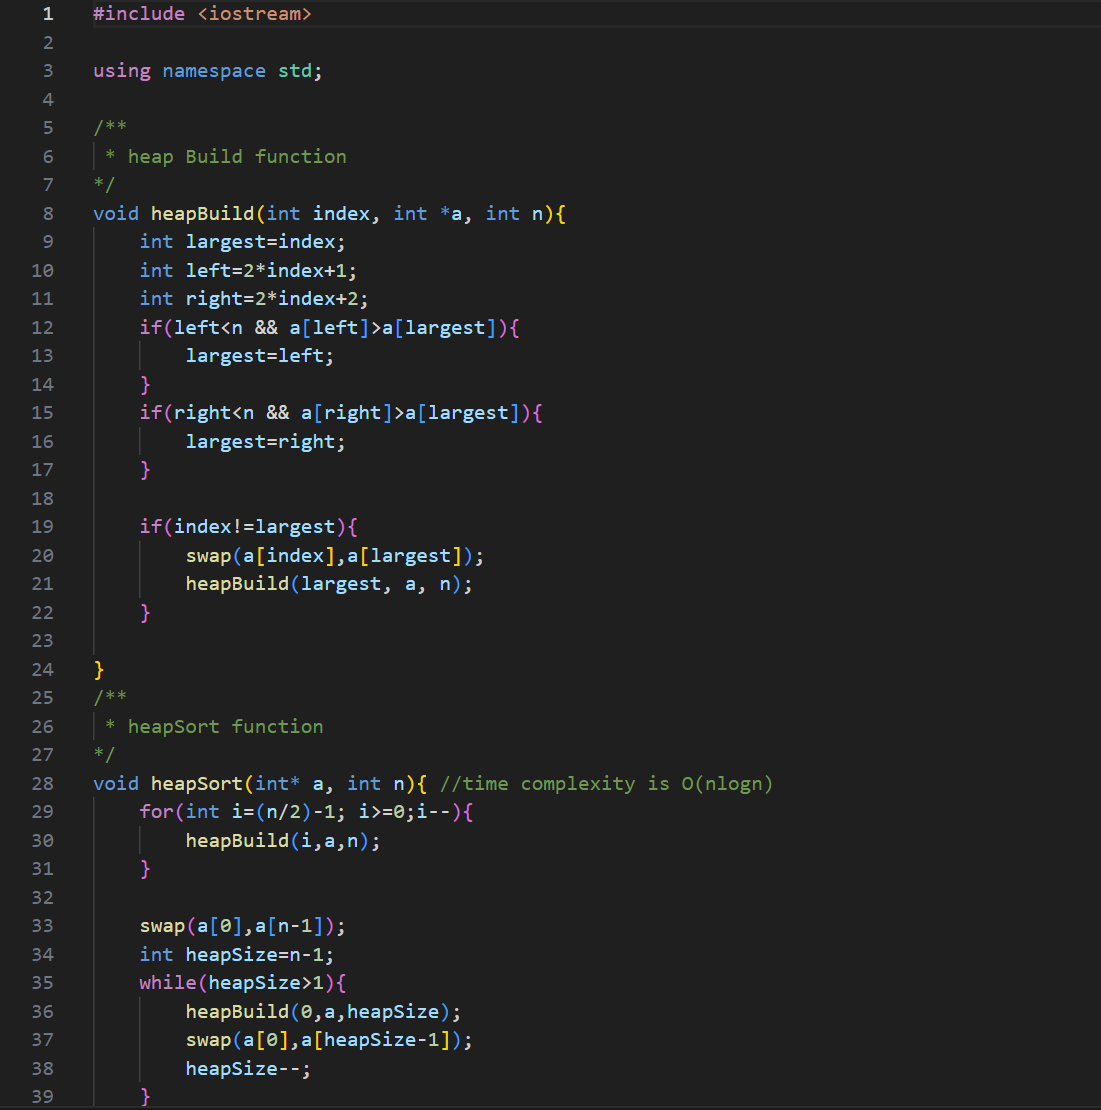 1 #include <iostream>
2
3 using namespace std;
4
5 /**
6  * heap Build function
7 */
8 void heapBuild(int index, int *a, int n){
9     int largest=index;
10     int left=2*index+1;
11     int right=2*index+2;
12     if(left<n && a[left]>a[largest]){
13         largest=left;
14     }
15     if(right<n && a[right]>a[largest]){
16         largest=right;
17     }
18
19     if(index!=largest){
20         swap(a[index],a[largest]);
21         heapBuild(largest, a, n);
22     }
23
24 }
25 /**
26  * heapSort function
27 */
28 void heapSort(int* a, int n){ //time complexity is O(nlogn)
29     for(int i=(n/2)-1; i>=0;i--){
30         heapBuild(i,a,n);
31     }
32
33     swap(a[0],a[n-1]);
34     int heapSize=n-1;
35     while(heapSize>1){
36         heapBuild(0,a,heapSize);
37         swap(a[0],a[heapSize-1]);
38         heapSize--;
39     }